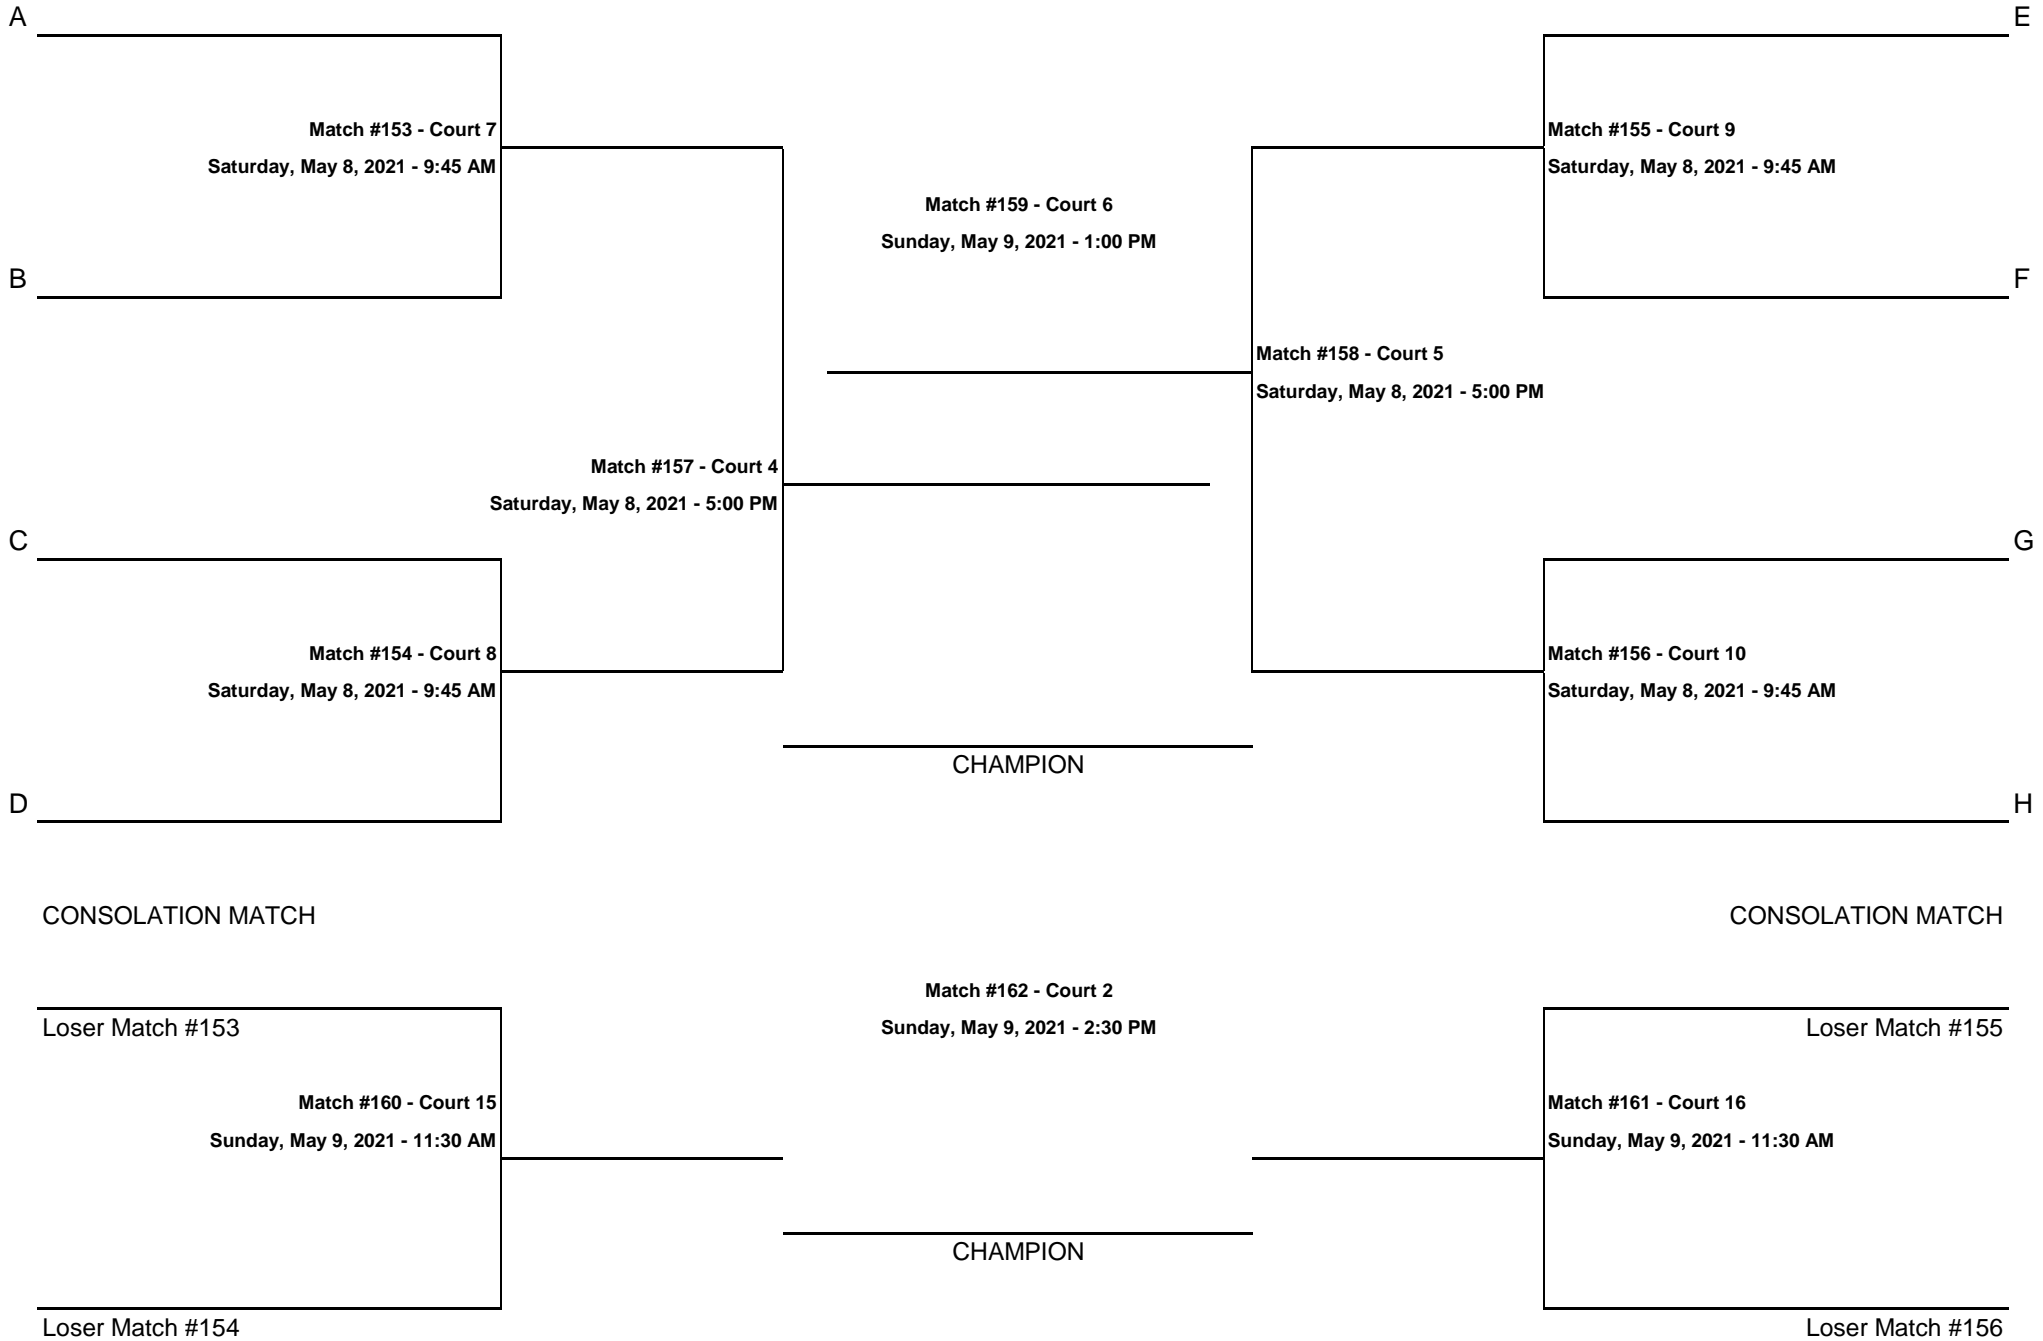 A
E
Match #153 - Court 7
Saturday, May 8, 2021 - 9:45 AM
Match #155 - Court 9
Saturday, May 8, 2021 - 9:45 AM
Match #159 - Court 6
Sunday, May 9, 2021 - 1:00 PM
B
F
Match #158 - Court 5
Saturday, May 8, 2021 - 5:00 PM
Match #157 - Court 4
Saturday, May 8, 2021 - 5:00 PM
C
G
Match #154 - Court 8
Saturday, May 8, 2021 - 9:45 AM
Match #156 - Court 10
Saturday, May 8, 2021 - 9:45 AM
CHAMPION
D
H
CONSOLATION MATCH
CONSOLATION MATCH
Match #162 - Court 2
Sunday, May 9, 2021 - 2:30 PM
Loser Match #153
Loser Match #155
Match #160 - Court 15
Sunday, May 9, 2021 - 11:30 AM
Match #161 - Court 16
Sunday, May 9, 2021 - 11:30 AM
CHAMPION
Loser Match #154
Loser Match #156